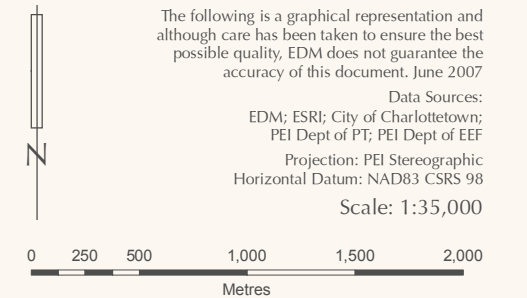 The following is a graphical representation and
although care has been taken to ensure the best
possible quality, EDM does not guarantee the
accuracy of this document. June 2007
Data Sources:
EDM; ESRI; City of Charlottetown;
PEI Dept of PT; PEI Dept of EEF
Projection: PEI Stereographic
Horizontal Datum: NAD83 CSRS 98
Scale: 1:35,000
N
0 250 500 1,000 1,500 2,000
Metres